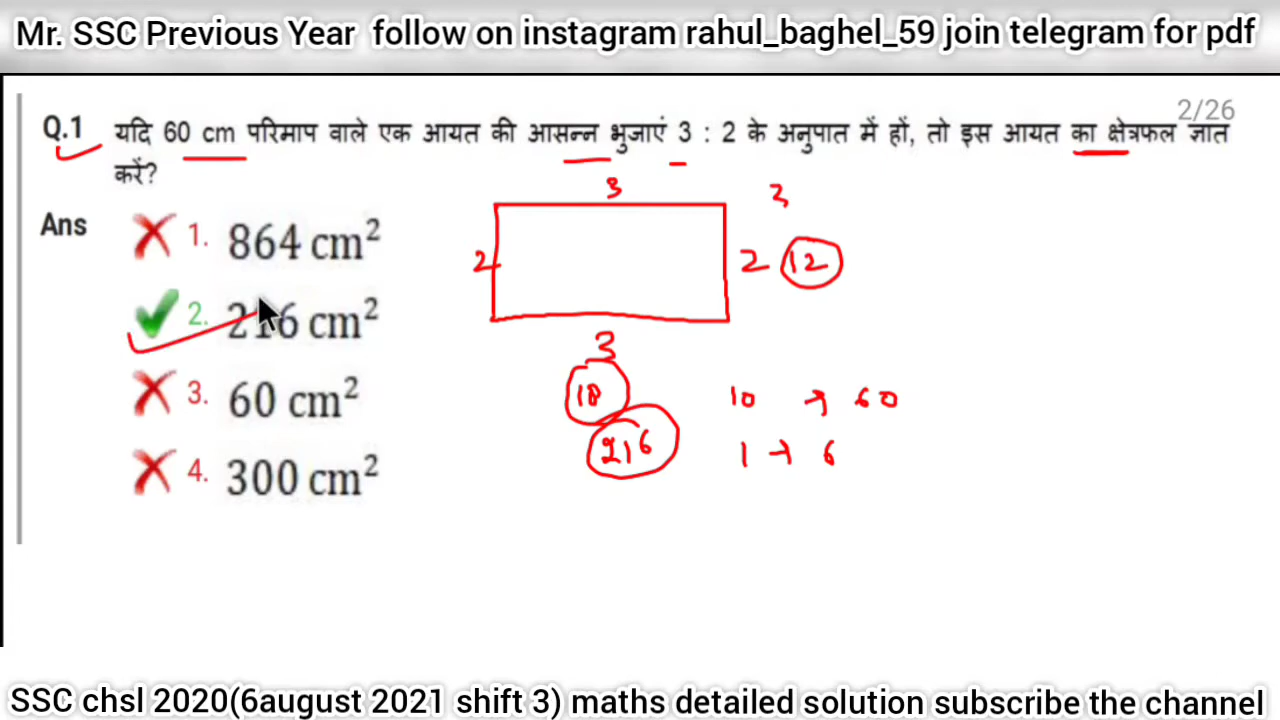 Mr. SSC Previous Year follow on instagram rahul_baghel_59 join telegram for pdf
2/26
Q.1 यदि 60 cm परिमाप वाले एक आयत की आसन्न भुजाएं 3 : 2 के अनुपात में हों, तो इस आयत का क्षेत्रफल ज्ञात
करें?
3
Ans 1. 864 cm²
2 2 12
2. 216 cm²
3
3. 60 cm²
18 10 → 60
216 1 → 6
4. 300 cm²
SSC chsl 2020(6august 2021 shift 3) maths detailed solution subscribe the channel